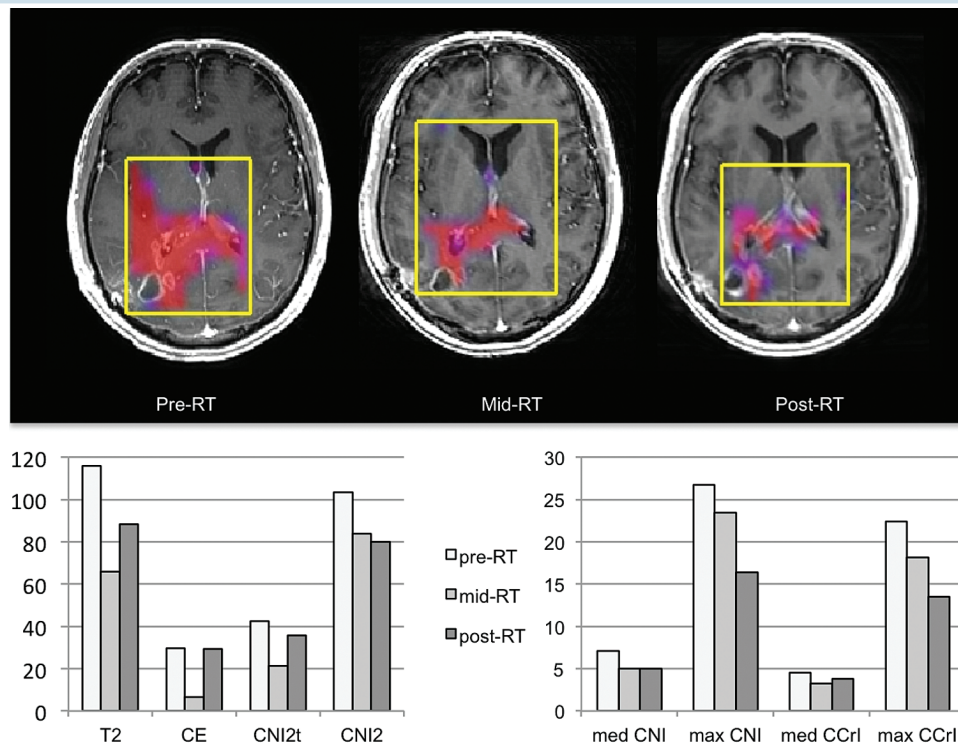 Pre-RT Mid-RT Post-RT
120
100
80
60
40
20
0
T2 CE CNI2t CNI2
pre-RT
mid-RT
post-RT
30
25
20
15
10
5
0
med CNI max CNI med CCrI max CCrI